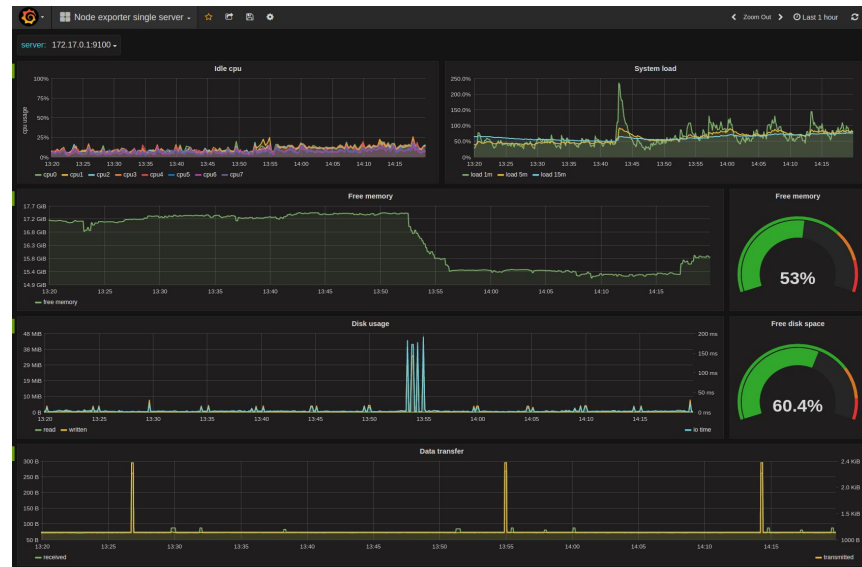 Node exporter single server
Zoom Out
Last 1 hour
server: 172.17.0.1:9100
Idle cpu
100%
75%
50%
25%
0%
cpu usage
13:20 13:25 13:30 13:35 13:40 13:45 13:50 13:55 14:00 14:05 14:10 14:15
cpu0 cpu1 cpu2 cpu3 cpu4 cpu5 cpu6 cpu7
System load
250.0%
200.0%
150.0%
100.0%
50.0%
0%
13:20 13:25 13:30 13:35 13:40 13:45 13:50 13:55 14:00 14:05 14:10 14:15
load 1m load 5m load 15m
Free memory
17.7 GiB
17.2 GiB
16.8 GiB
16.3 GiB
15.8 GiB
15.4 GiB
14.9 GiB
13:20 13:25 13:30 13:35 13:40 13:45 13:50 13:55 14:00 14:05 14:10 14:15
free memory
Free memory
53%
Disk usage
48 MiB
38 MiB
29 MiB
19 MiB
10 MiB
0 B
200 ms
150 ms
100 ms
50 ms
0 ms
13:20 13:25 13:30 13:35 13:40 13:45 13:50 13:55 14:00 14:05 14:10 14:15
read written io time
Free disk space
60.4%
Data transfer
300 B
250 B
200 B
150 B
100 B
50 B
2.4 KiB
2.0 KiB
1.5 KiB
1000 B
13:20 13:25 13:30 13:35 13:40 13:45 13:50 13:55 14:00 14:05 14:10 14:15
received transmitted